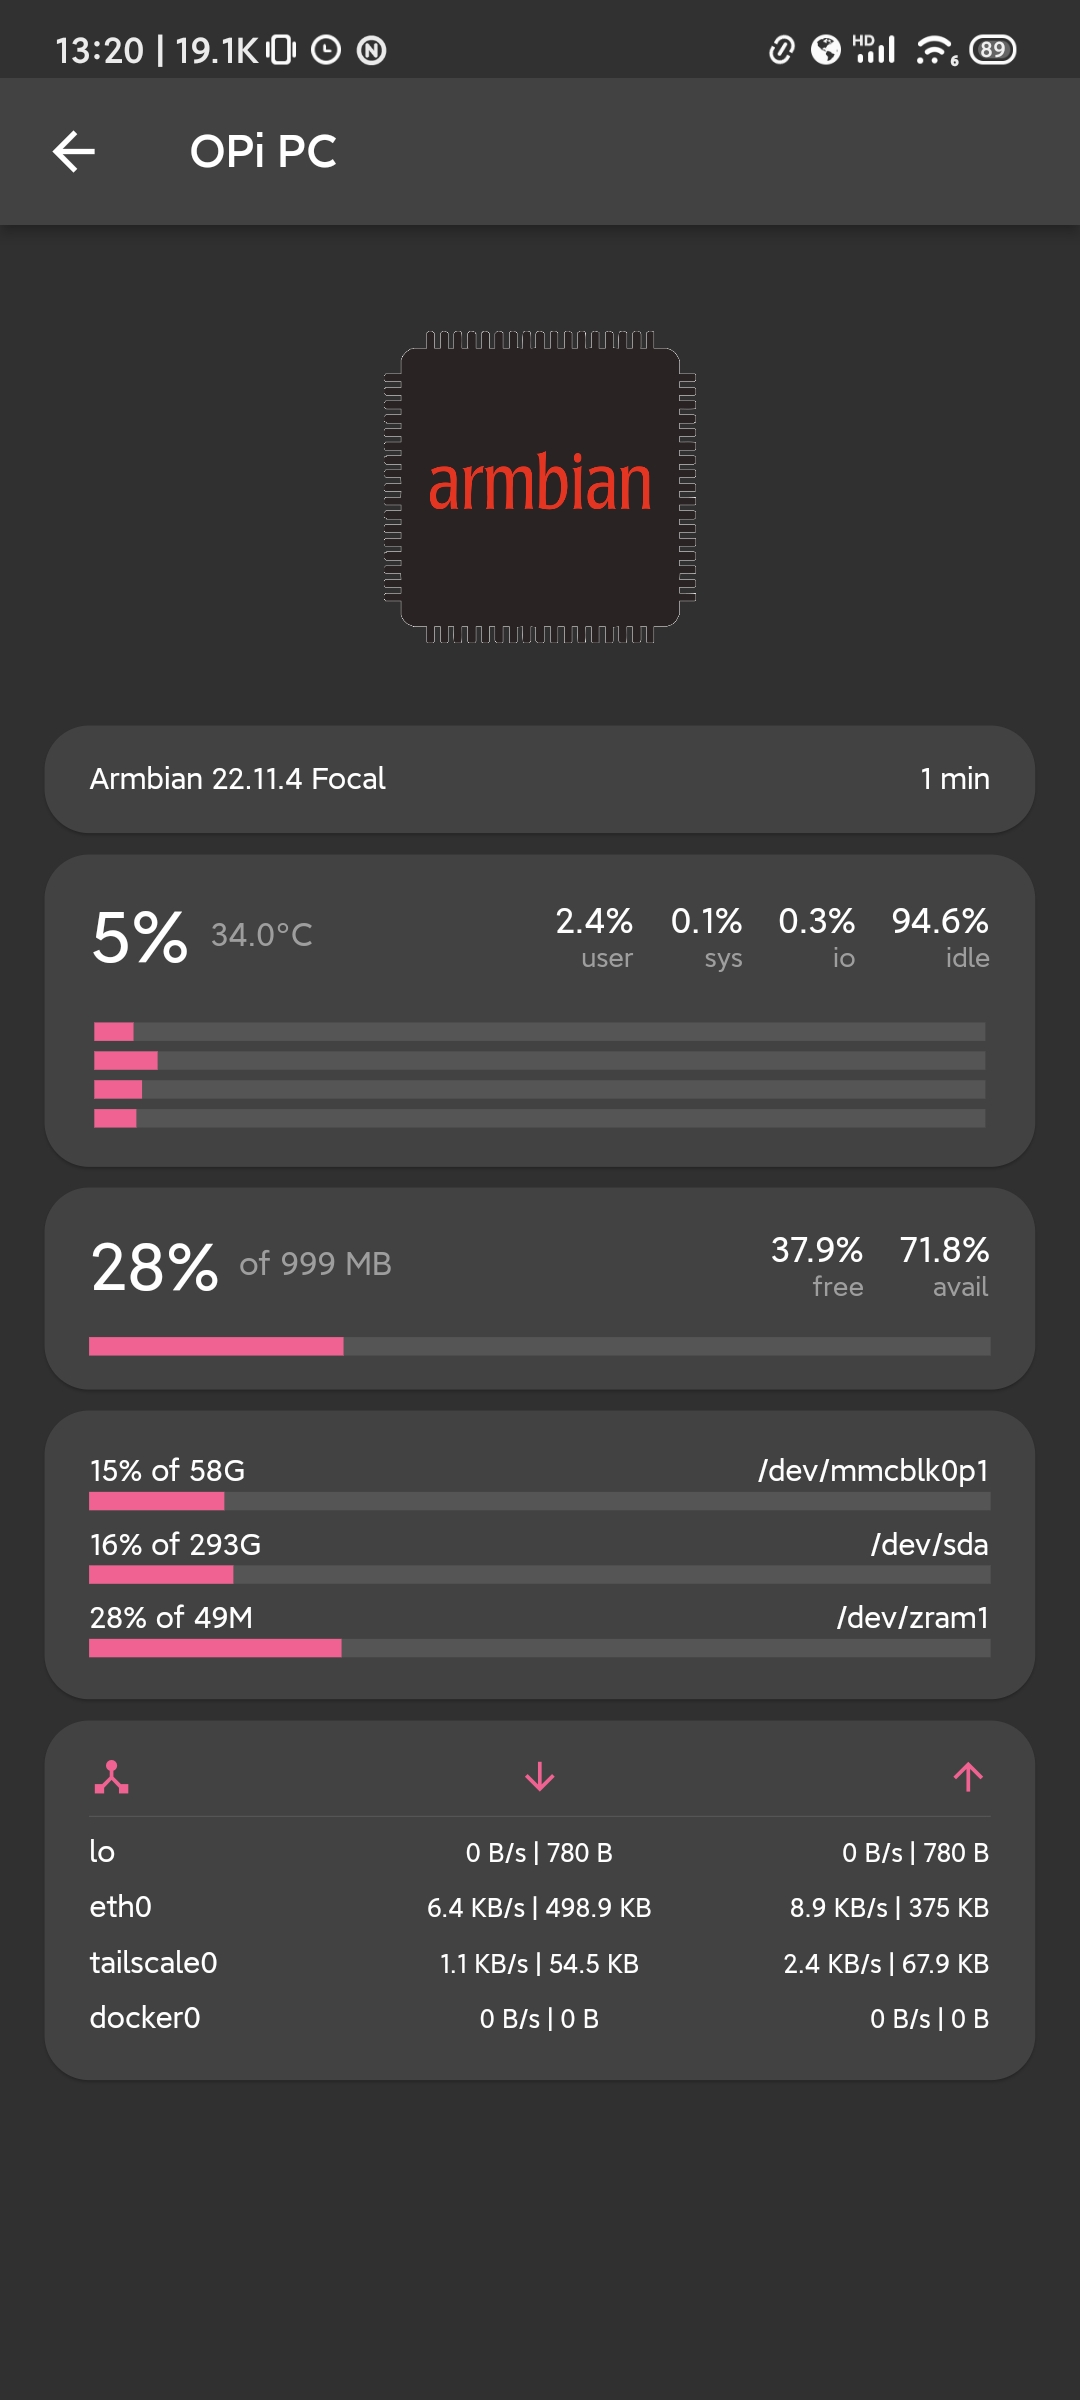 13:20 | 19.1K
HD 6 89
OPi PC
armbian
Armbian 22.11.4 Focal 1 min
5% 34.0°C 2.4% 0.1% 0.3% 94.6%
user sys io idle
28% of 999 MB 37.9% 71.8%
free avail
15% of 58G /dev/mmcblk0p1
16% of 293G /dev/sda
28% of 49M /dev/zram1
lo 0 B/s | 780 B 0 B/s | 780 B
eth0 6.4 KB/s | 498.9 KB 8.9 KB/s | 375 KB
tailscale0 1.1 KB/s | 54.5 KB 2.4 KB/s | 67.9 KB
docker0 0 B/s | 0 B 0 B/s | 0 B